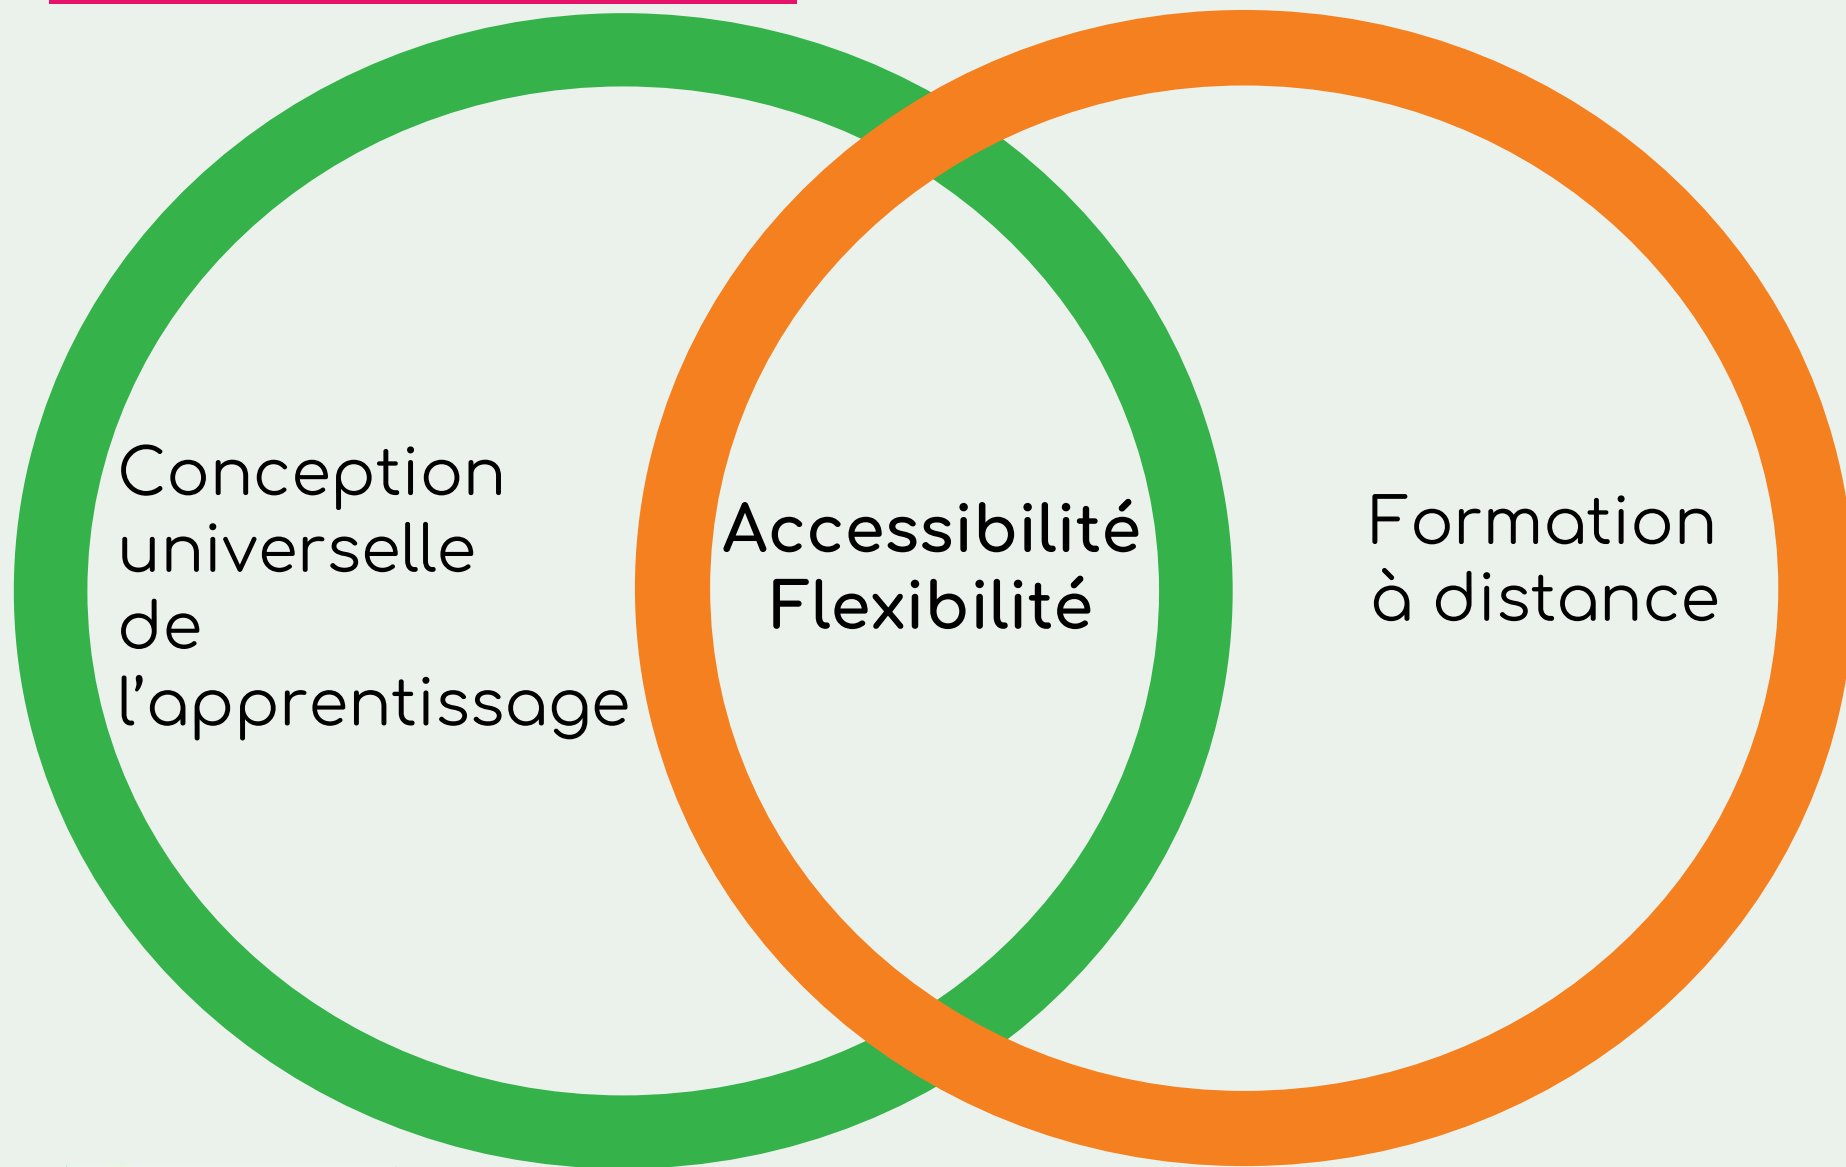 Conception
universelle
de
l’apprentissage
Accessibilité
Flexibilité
Formation
à distance